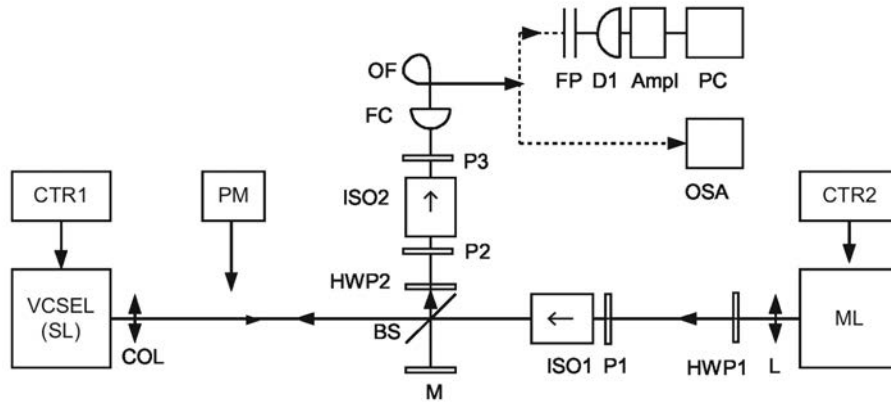 OF
FP D1 Ampl PC
FC
P3
OSA
CTR1
PM
ISO2
CTR2
P2
HWP2
VCSEL
(SL)
ML
BS
COL
ISO1 P1
HWP1 L
M